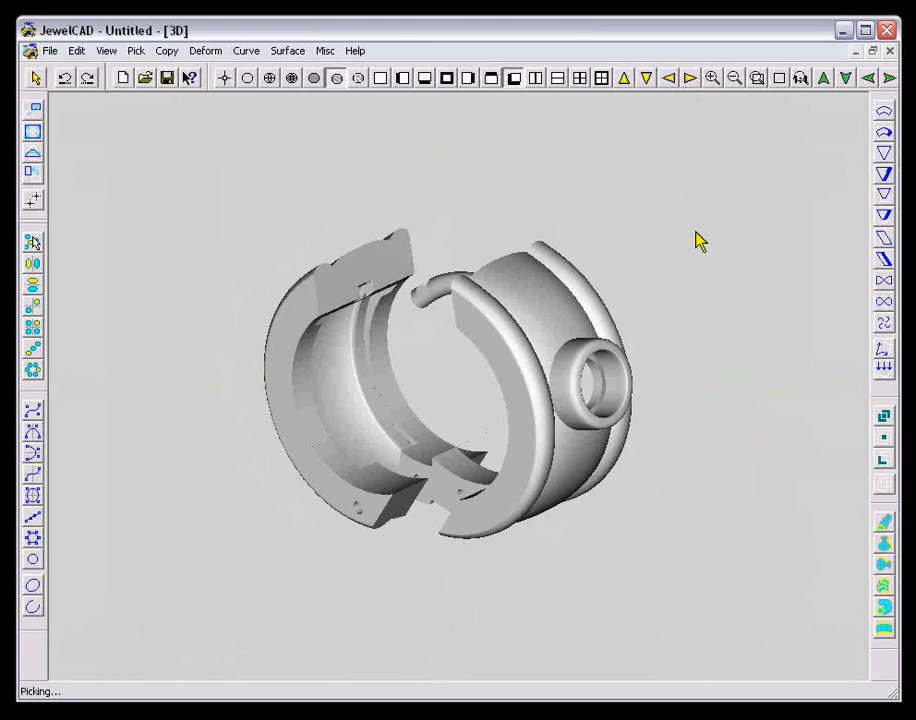 JewelCAD - Untitled - [3D]
File Edit View Pick Copy Deform Curve Surface Misc Help
Picking...